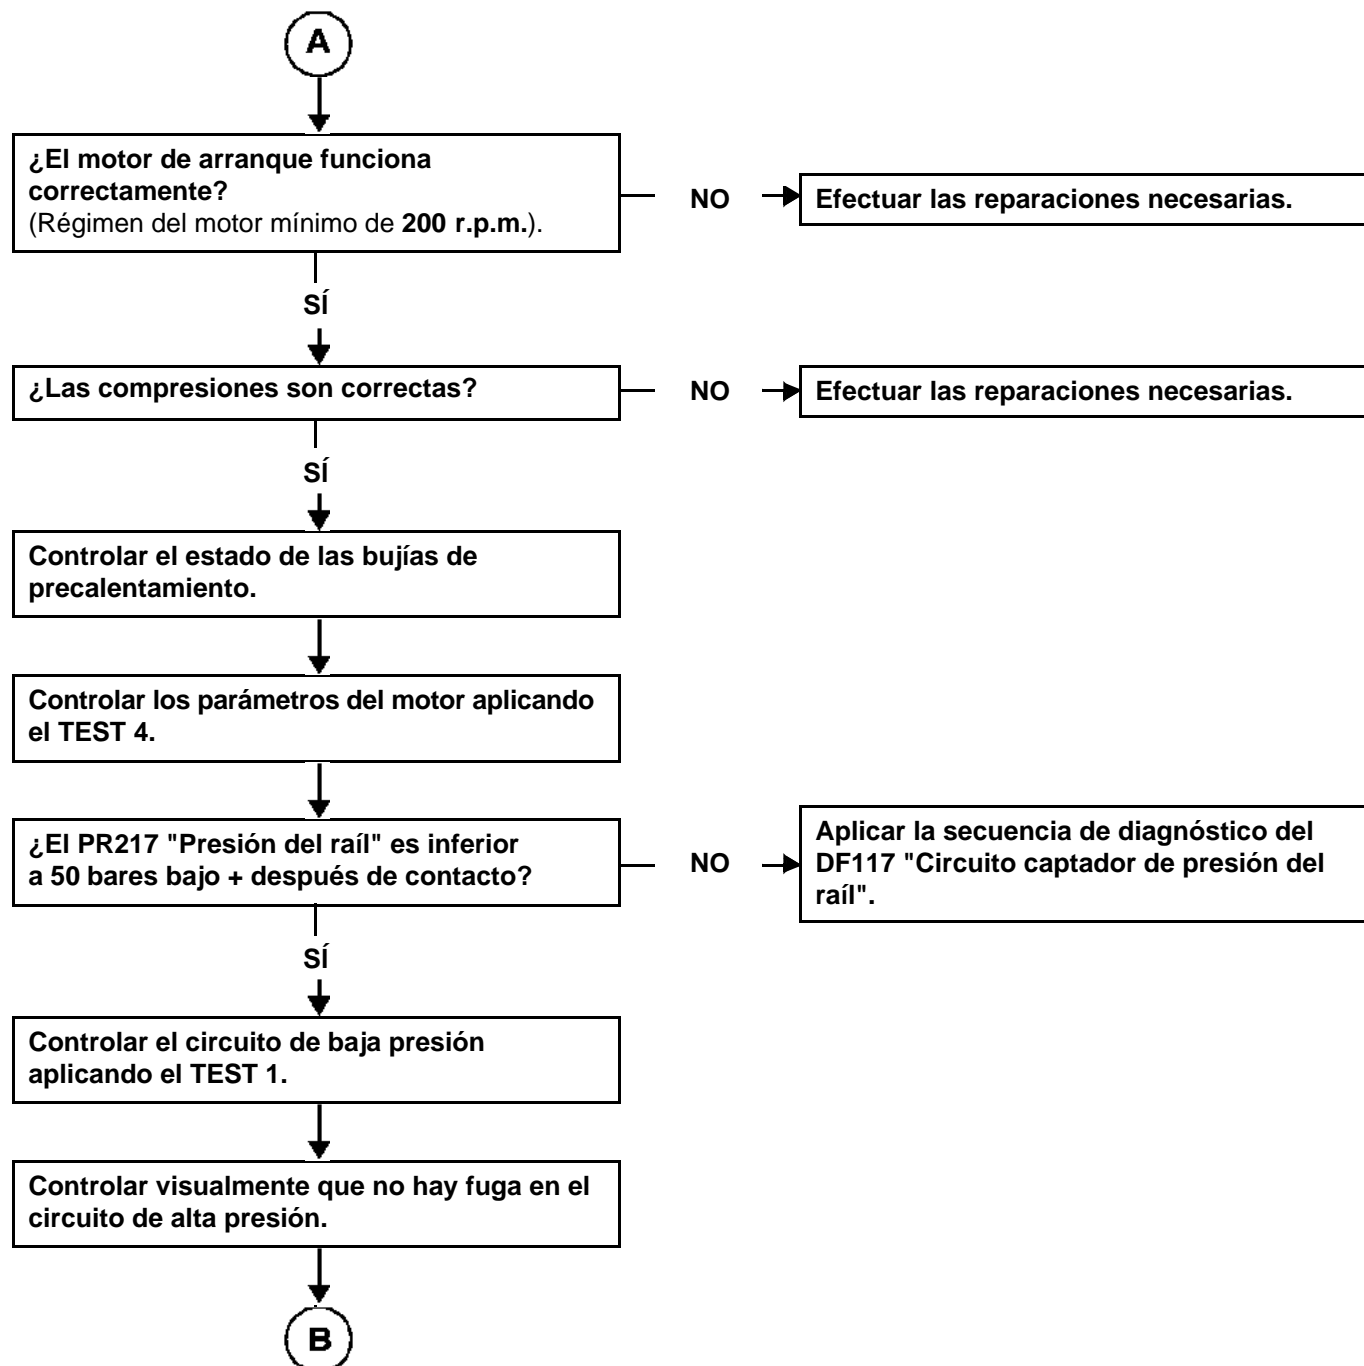 A
¿El motor de arranque funciona
correctamente?
(Régimen del motor mínimo de 200 r.p.m.).
NO
Efectuar las reparaciones necesarias.
SÍ
¿Las compresiones son correctas?
NO
Efectuar las reparaciones necesarias.
SÍ
Controlar el estado de las bujías de
precalentamiento.
Controlar los parámetros del motor aplicando
el TEST 4.
¿El PR217 "Presión del raíl" es inferior
a 50 bares bajo + después de contacto?
NO
Aplicar la secuencia de diagnóstico del
DF117 "Circuito captador de presión del
raíl".
SÍ
Controlar el circuito de baja presión
aplicando el TEST 1.
Controlar visualmente que no hay fuga en el
circuito de alta presión.
B